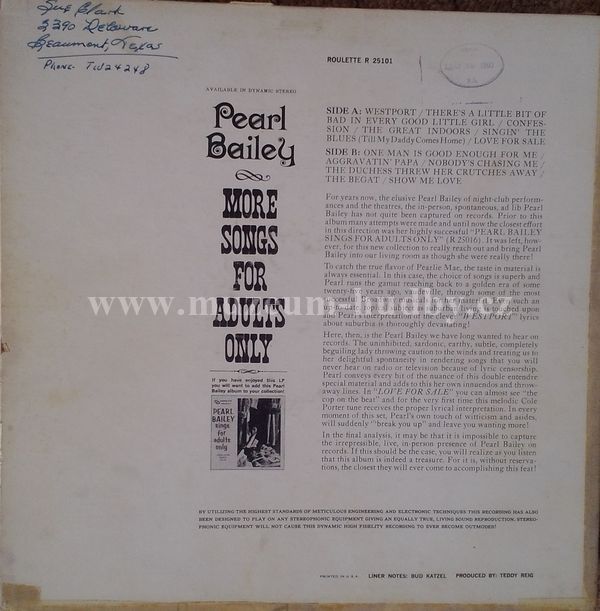 Sue Clark
2390 Delaware
Beaumont, Texas
PHONE- TW24248
ROULETTE R 25101
AVAILABLE IN DYNAMIC STEREO
Pearl
Bailey
MORE
SONGS
FOR
ADULTS
ONLY
If you have enjoyed this LP
you will want to add this Pearl
Bailey album to your collection!
PEARL
BAILEY
sings
for
adults
only
SIDE A: WESTPORT / THERE'S A LITTLE BIT OF
BAD IN EVERY GOOD LITTLE GIRL / CONFES-
SION / THE GREAT INDOORS / SINGIN' THE
BLUES (Till My Daddy Comes Home) / LOVE FOR SALE
SIDE B: ONE MAN IS GOOD ENOUGH FOR ME /
AGGRAVATIN' PAPA / NOBODY'S CHASING ME /
THE DUCHESS THREW HER CRUTCHES AWAY /
THE BEGAT / SHOW ME LOVE
For years now, the elusive Pearl Bailey of night-club perform-
ances and the theatres, the in-person, spontaneous, ad lib Pearl
Bailey has not quite been captured on records. Prior to this
album many attempts were made and until now the closest effort
in this direction was her highly successful "PEARL BAILEY
SINGS FOR ADULTS ONLY" (R 25016). It was left, how-
ever, for this new collection to really reach out and bring Pearl
Bailey into our living room as though she were really there!
To catch the true flavor of Pearlie Mae, the taste in material is
always essential. In this case, the choice of songs is superb and
Pearl runs the gamut reaching back to a golden era of some
twenty-five years ago, through some of the most
such an
upon
in Pearl's interpretation "WESTPORT" lyrics
about suburbia is thoroughly devastating!
Here, then, is the Pearl Bailey we have long wanted to hear on
records. The uninhibited, sardonic, earthy, subtle, completely
beguiling lady throwing caution to the winds and treating us to
her delightful spontaneity in rendering songs that you will
never hear on radio or television because of lyric censorship.
Pearl conveys every bit of the nuance of this double entendre
special material and adds to this her own innuendos and throw-
away lines. In "LOVE FOR SALE" you can almost see "the
cop on the beat" and for the very first time this melodic Cole
Porter tune receives the proper lyrical interpretation. In every
moment of this set, Pearl's own touch of witticism and asides,
will suddenly "break you up" and leave you wanting more!
In the final analysis, it may be that it is impossible to capture
the irrepressible, live, in-person presence of Pearl Bailey on
records. If this should be the case, you will realize as you listen
that this album is indeed a treasure. For it is, without reserva-
tions, the closest they will ever come to accomplishing this feat!
www.muzeum-hudby.cz
BY UTILIZING THE HIGHEST STANDARDS OF METICULOUS ENGINEERING AND ELECTRONIC TECHNIQUES THIS RECORDING HAS ALSO
BEEN DESIGNED TO PLAY ON ANY STEREOPHONIC EQUIPMENT GIVING AN EQUALLY TRUE, LIVING SOUND REPRODUCTION. STEREO-
PHONIC EQUIPMENT WILL NOT CAUSE THIS DYNAMIC HIGH FIDELITY RECORDING TO EVER BECOME OUTMODED!
PRINTED IN U.S.A. LINER NOTES: BUD KATZEL PRODUCED BY: TEDDY REIG